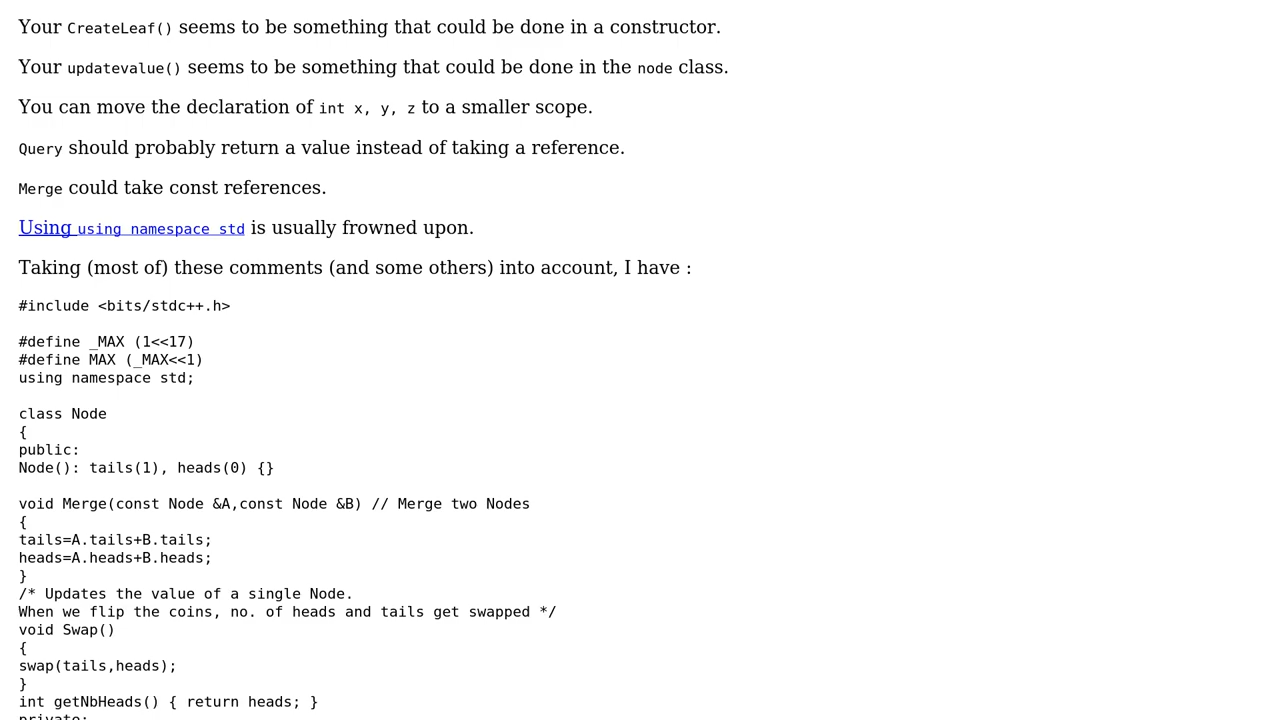 Your CreateLeaf() seems to be something that could be done in a constructor.
Your updatevalue() seems to be something that could be done in the node class.
You can move the declaration of int x, y, z to a smaller scope.
Query should probably return a value instead of taking a reference.
Merge could take const references.
Using using namespace std is usually frowned upon.
Taking (most of) these comments (and some others) into account, I have :
#include <bits/stdc++.h>
#define _MAX (1<<17)
#define MAX (_MAX<<1)
using namespace std;
class Node
{
public:
Node(): tails(1), heads(0) {}
void Merge(const Node &A,const Node &B) // Merge two Nodes
{
tails=A.tails+B.tails;
heads=A.heads+B.heads;
}
/* Updates the value of a single Node.
When we flip the coins, no. of heads and tails get swapped */
void Swap()
{
swap(tails,heads);
}
int getNbHeads() { return heads; }
private: